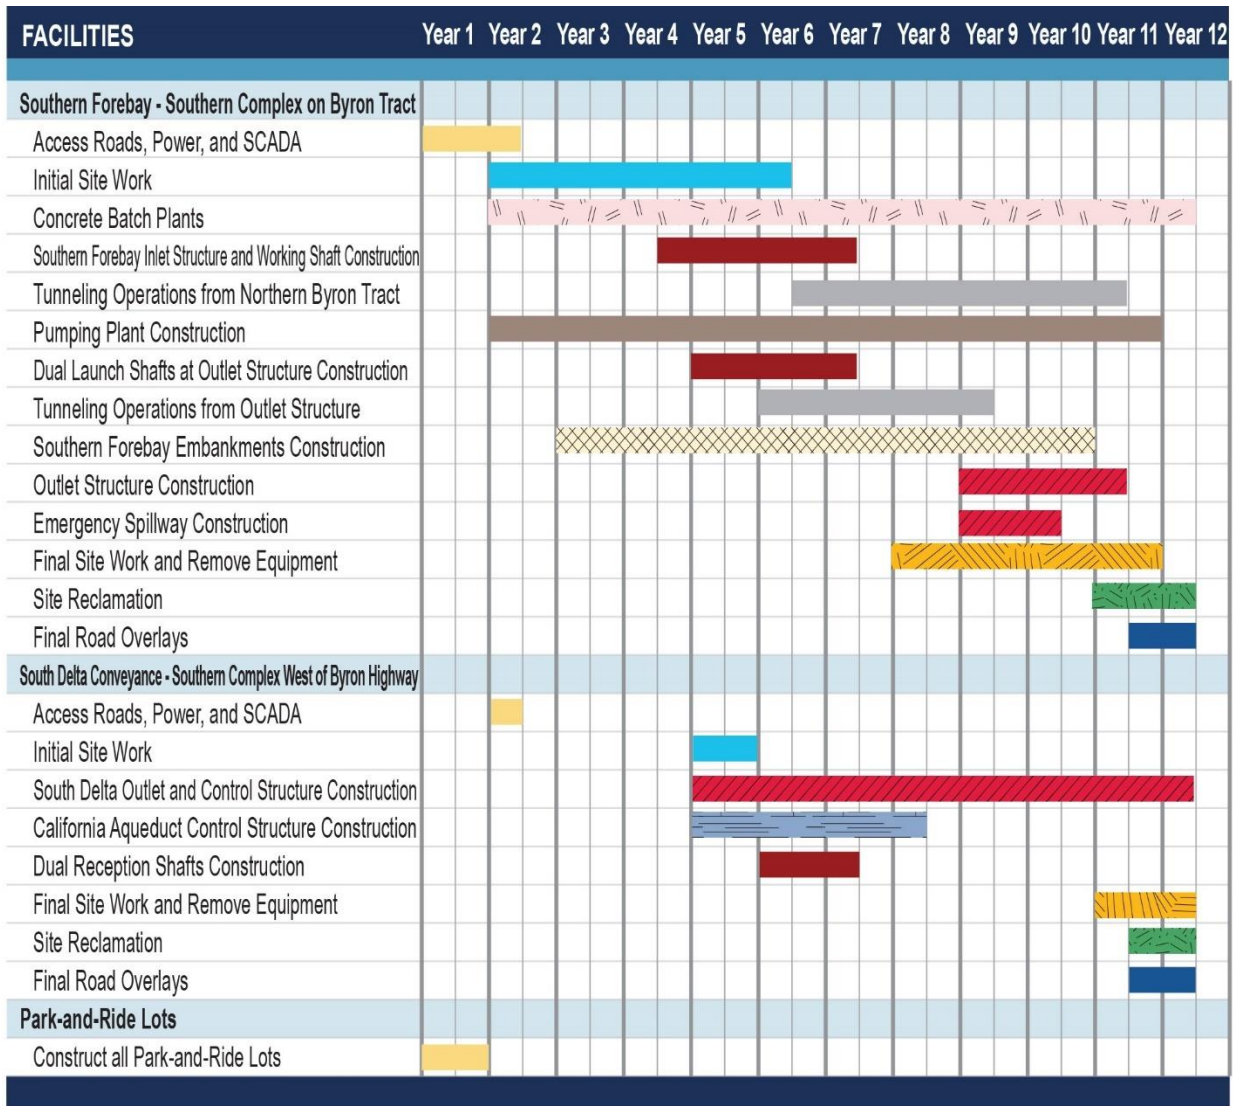 FACILITIES Year 1 Year 2 Year 3 Year 4 Year 5 Year 6 Year 7 Year 8 Year 9 Year 10 Year 11 Year 12
Southern Forebay - Southern Complex on Byron Tract
Access Roads, Power, and SCADA
Initial Site Work
Concrete Batch Plants
Southern Forebay Inlet Structure and Working Shaft Construction
Tunneling Operations from Northern Byron Tract
Pumping Plant Construction
Dual Launch Shafts at Outlet Structure Construction
Tunneling Operations from Outlet Structure
Southern Forebay Embankments Construction
Outlet Structure Construction
Emergency Spillway Construction
Final Site Work and Remove Equipment
Site Reclamation
Final Road Overlays
South Delta Conveyance - Southern Complex West of Byron Highway
Access Roads, Power, and SCADA
Initial Site Work
South Delta Outlet and Control Structure Construction
California Aqueduct Control Structure Construction
Dual Reception Shafts Construction
Final Site Work and Remove Equipment
Site Reclamation
Final Road Overlays
Park-and-Ride Lots
Construct all Park-and-Ride Lots